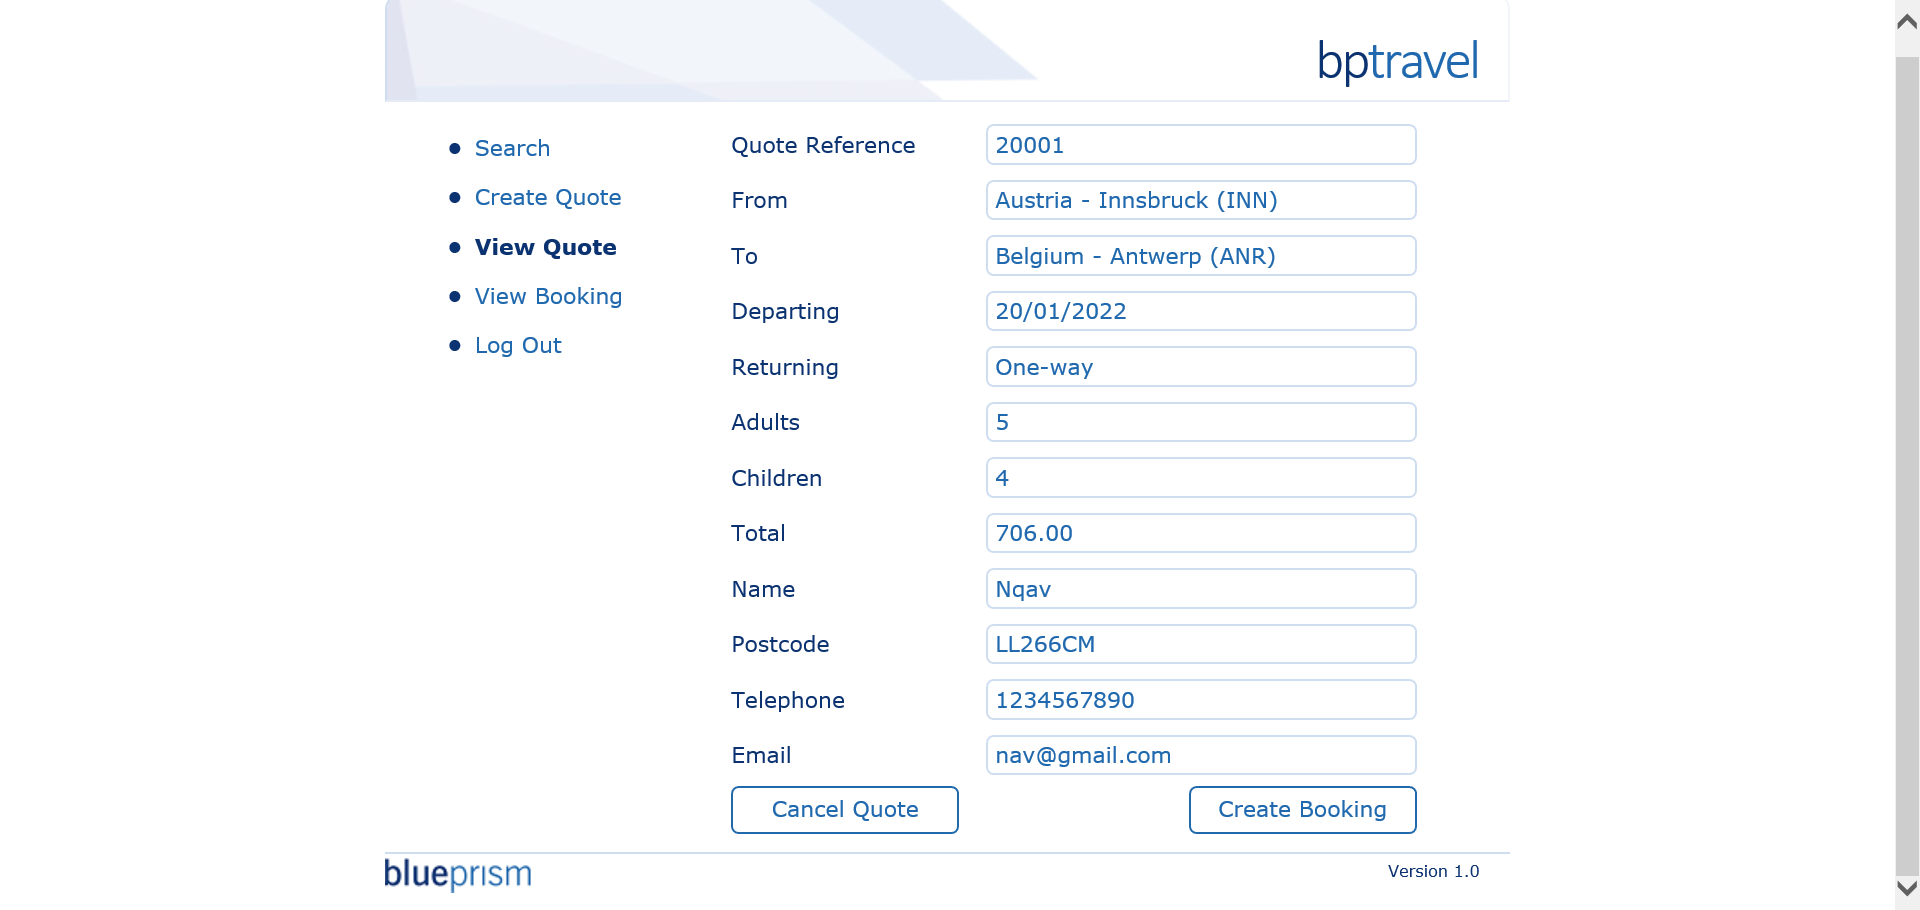 bptravel
Search
Create Quote
View Quote
View Booking
Log Out
Quote Reference 20001
From Austria - Innsbruck (INN)
To Belgium - Antwerp (ANR)
Departing 20/01/2022
Returning One-way
Adults 5
Children 4
Total 706.00
Name Nqav
Postcode LL266CM
Telephone 1234567890
Email nav@gmail.com
Cancel Quote Create Booking
blueprism Version 1.0